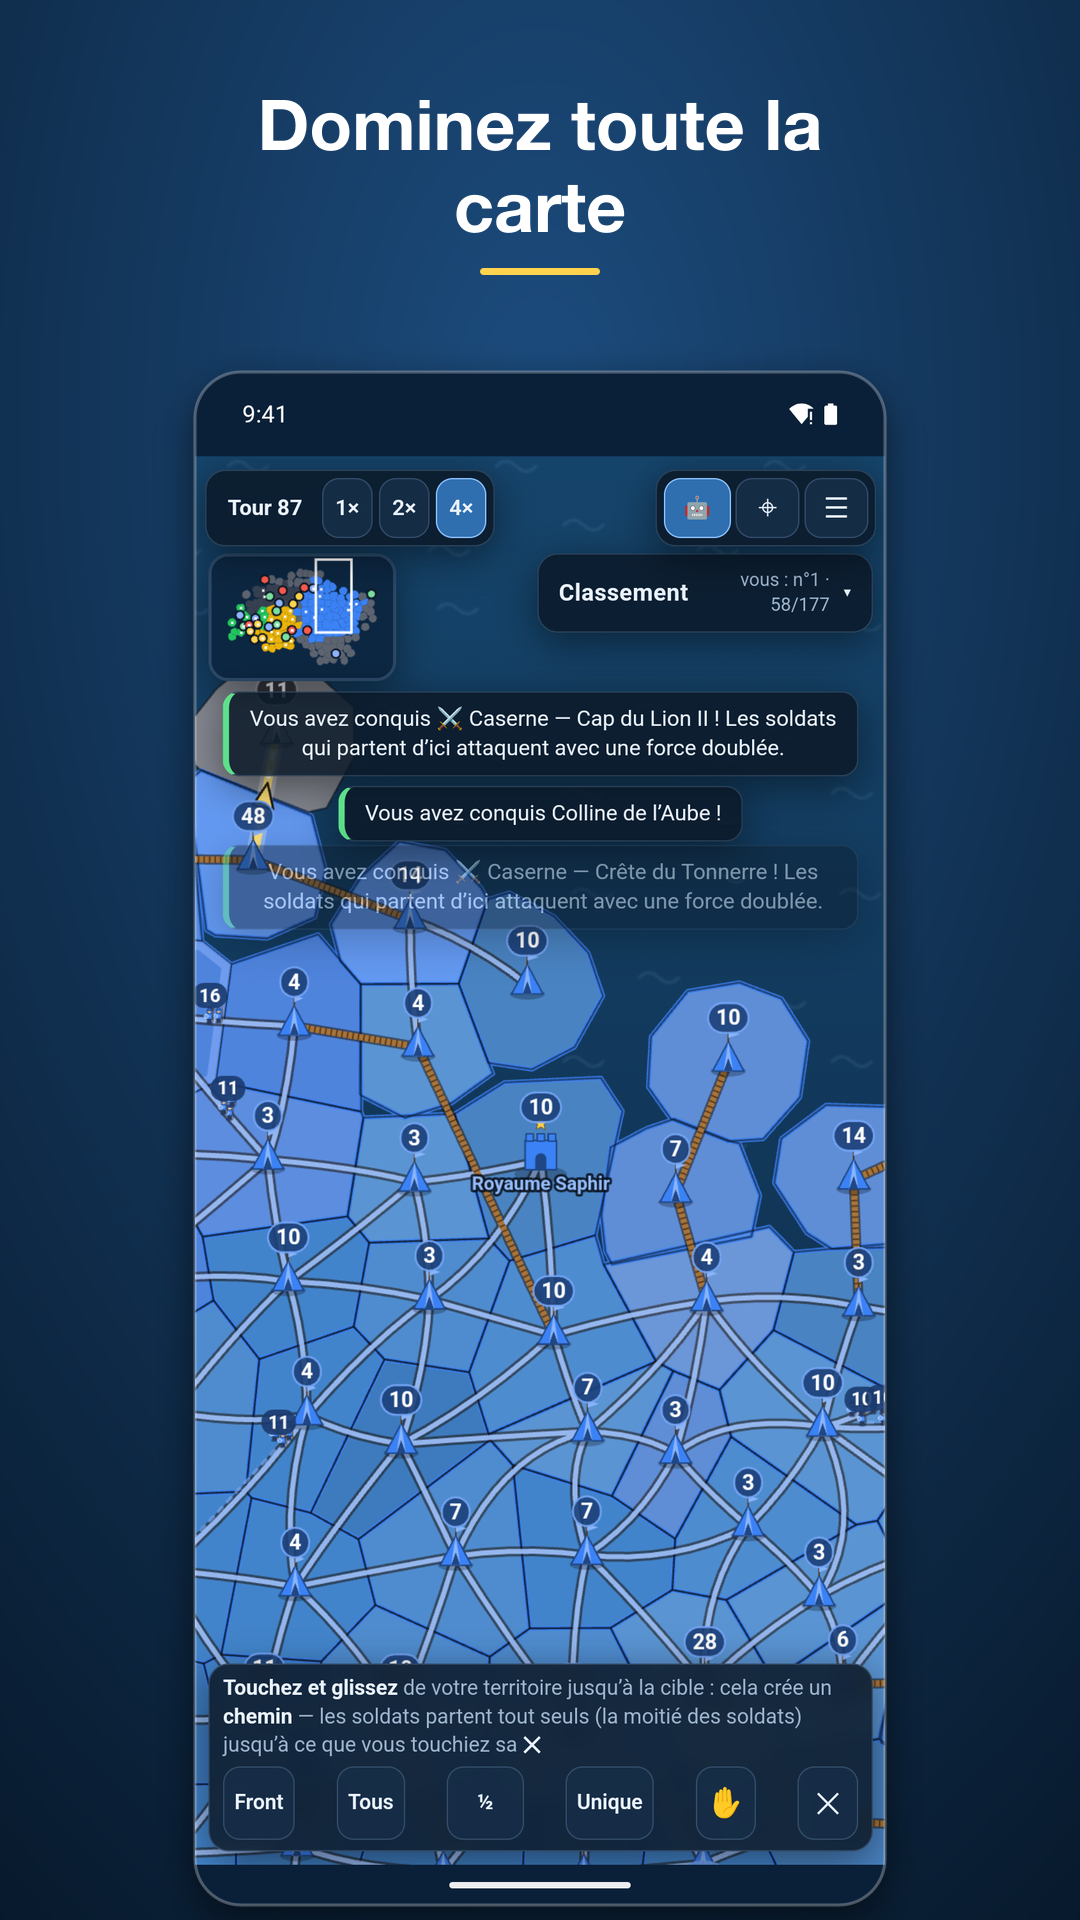 Dominez toute la
carte
9:41
Tour 87 1× 2× 4×
Classement
vous : n°1 ·
58/177
11
Vous avez conquis ⚔️ Caserne — Cap du Lion II ! Les soldats
qui partent d’ici attaquent avec une force doublée.
Vous avez conquis Colline de l’Aube !
48
Vous avez conquis ⚔️ Caserne — Crête du Tonnerre ! Les
soldats qui partent d’ici attaquent avec une force doublée.
14
10
4
16
4
10
11
3
10
3
7
14
Royaume Saphir
10
3
4
3
10
4
10
7
3
10
11
10
3
7
7
4
3
28
6
Touchez et glissez de votre territoire jusqu’à la cible : cela crée un
chemin — les soldats partent tout seuls (la moitié des soldats)
jusqu’à ce que vous touchiez sa ✕
Front Tous ½ Unique